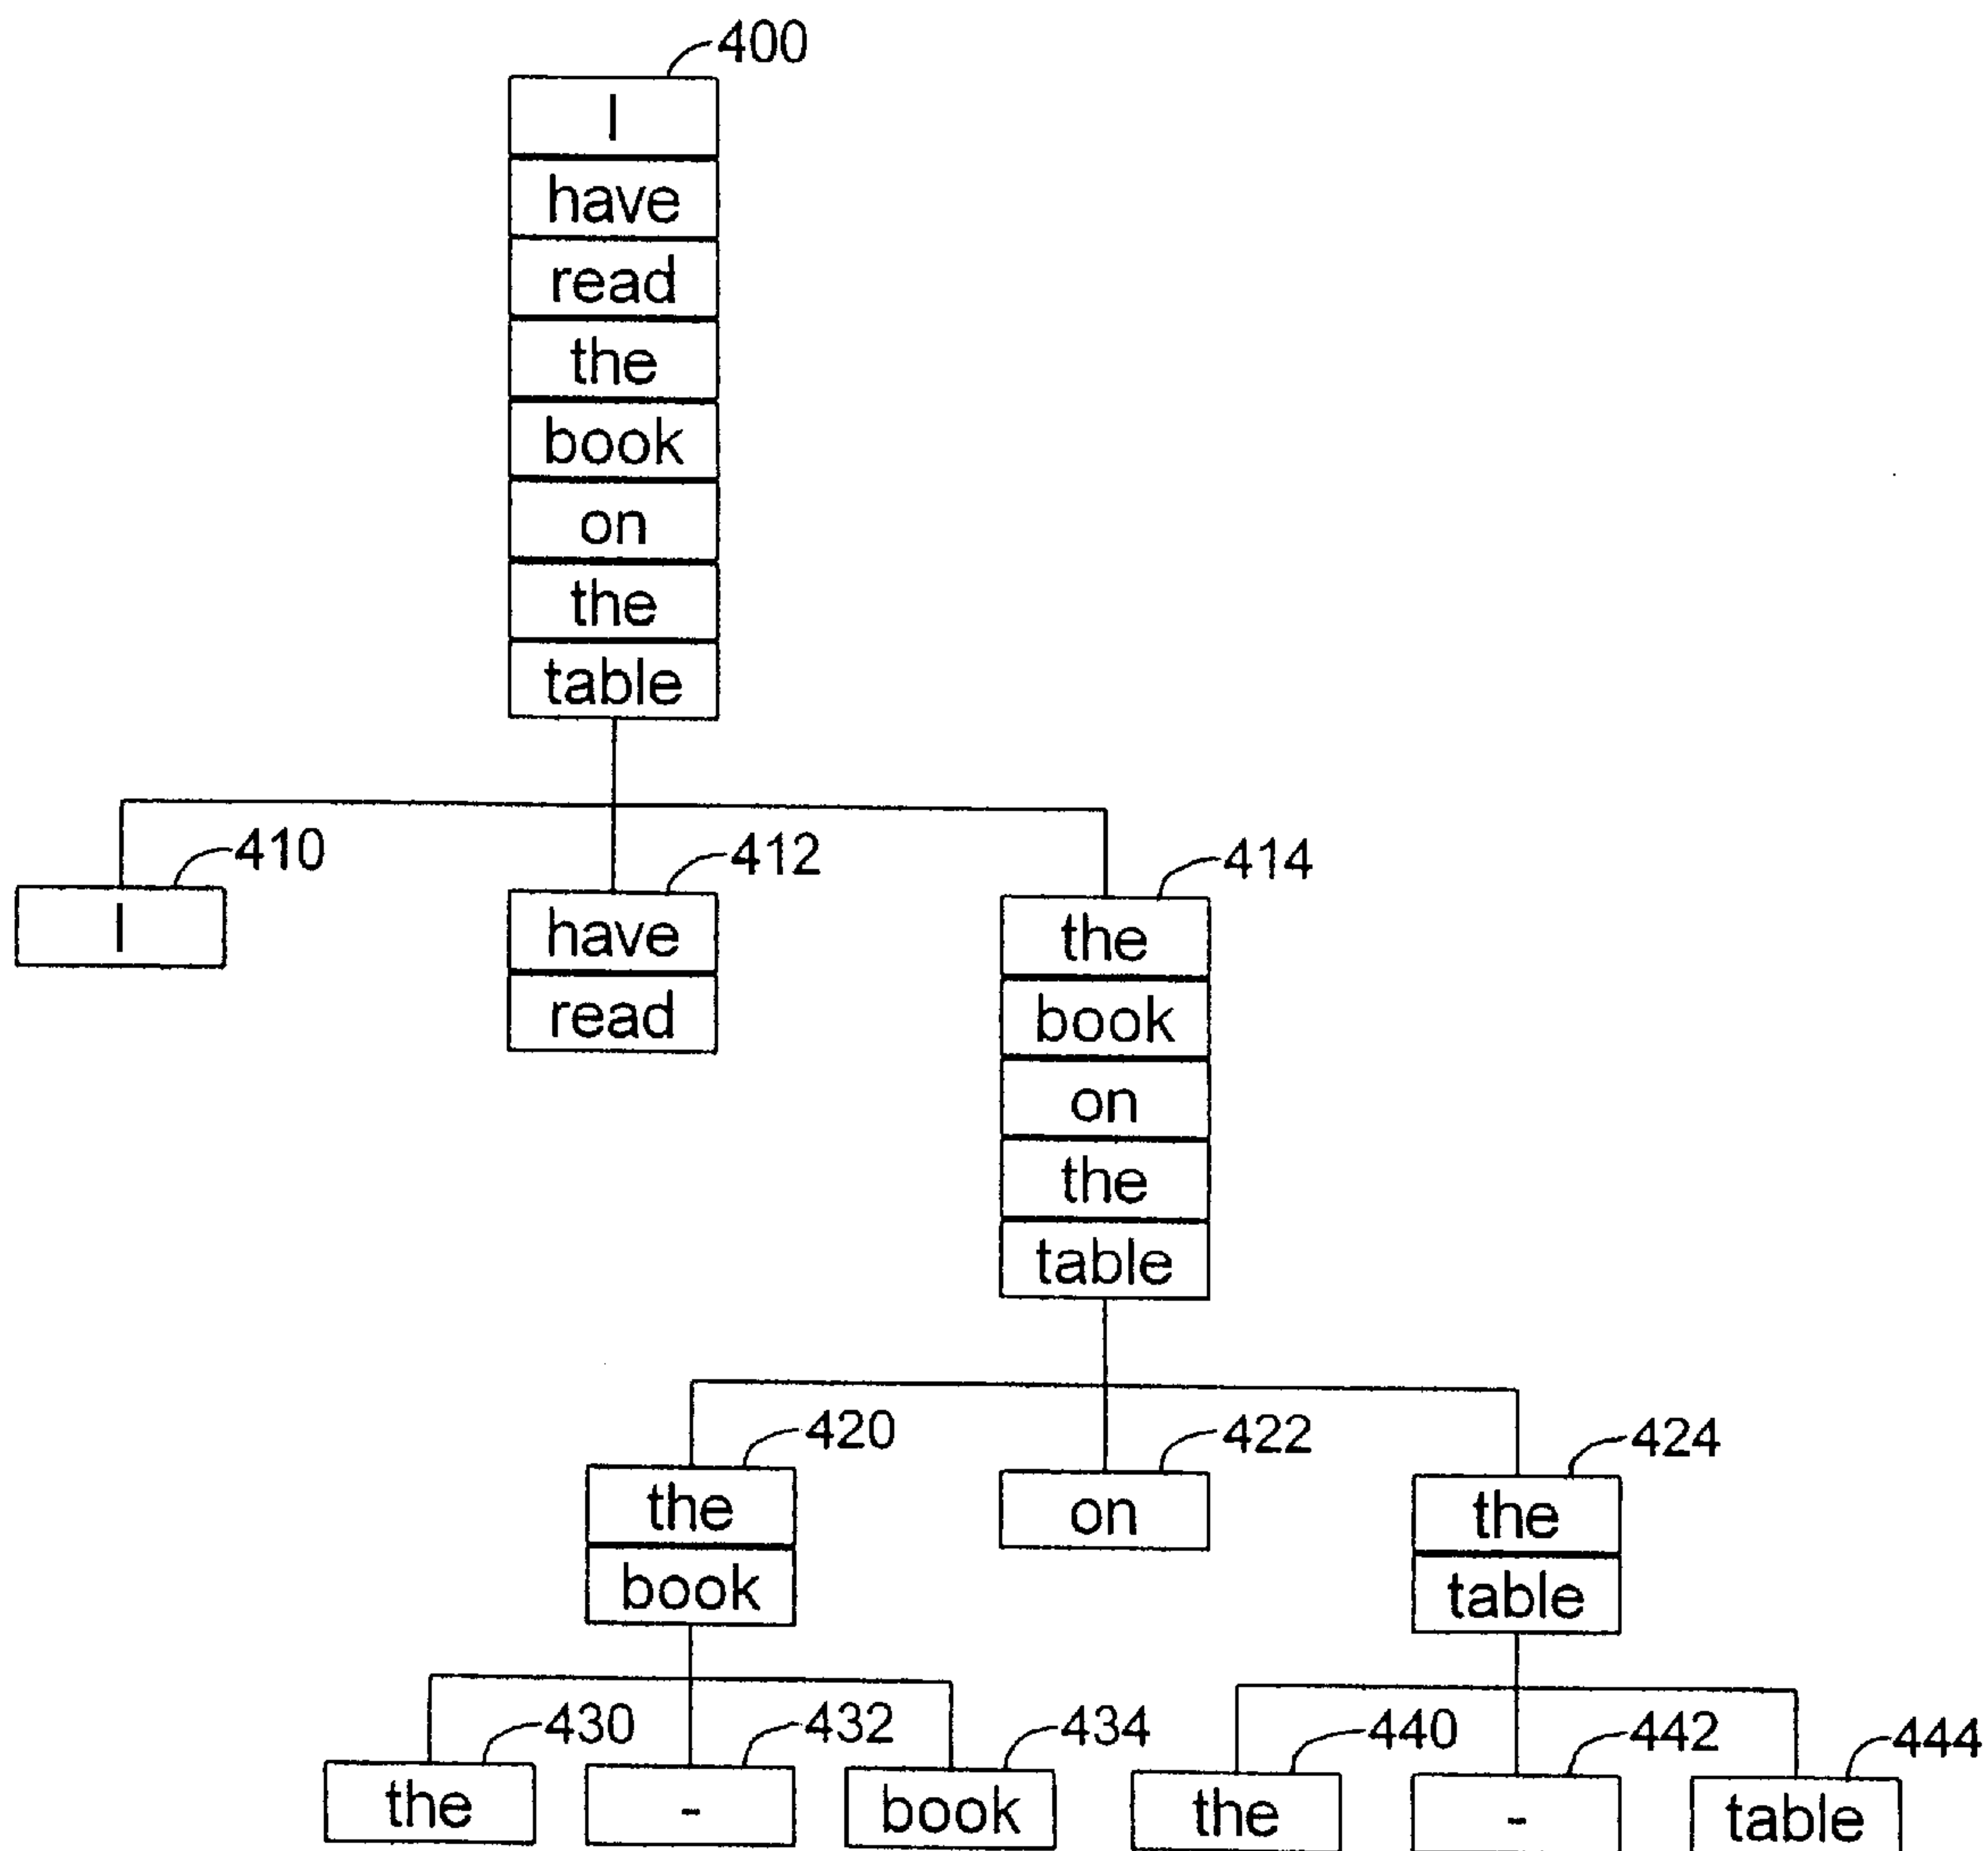 400
I
have
read
the
book
on
the
table
410 412 414
I
have
read
the
book
on
the
table
420 422 424
the
book
on
the
table
430 432 434 440 442 444
the - book the - table